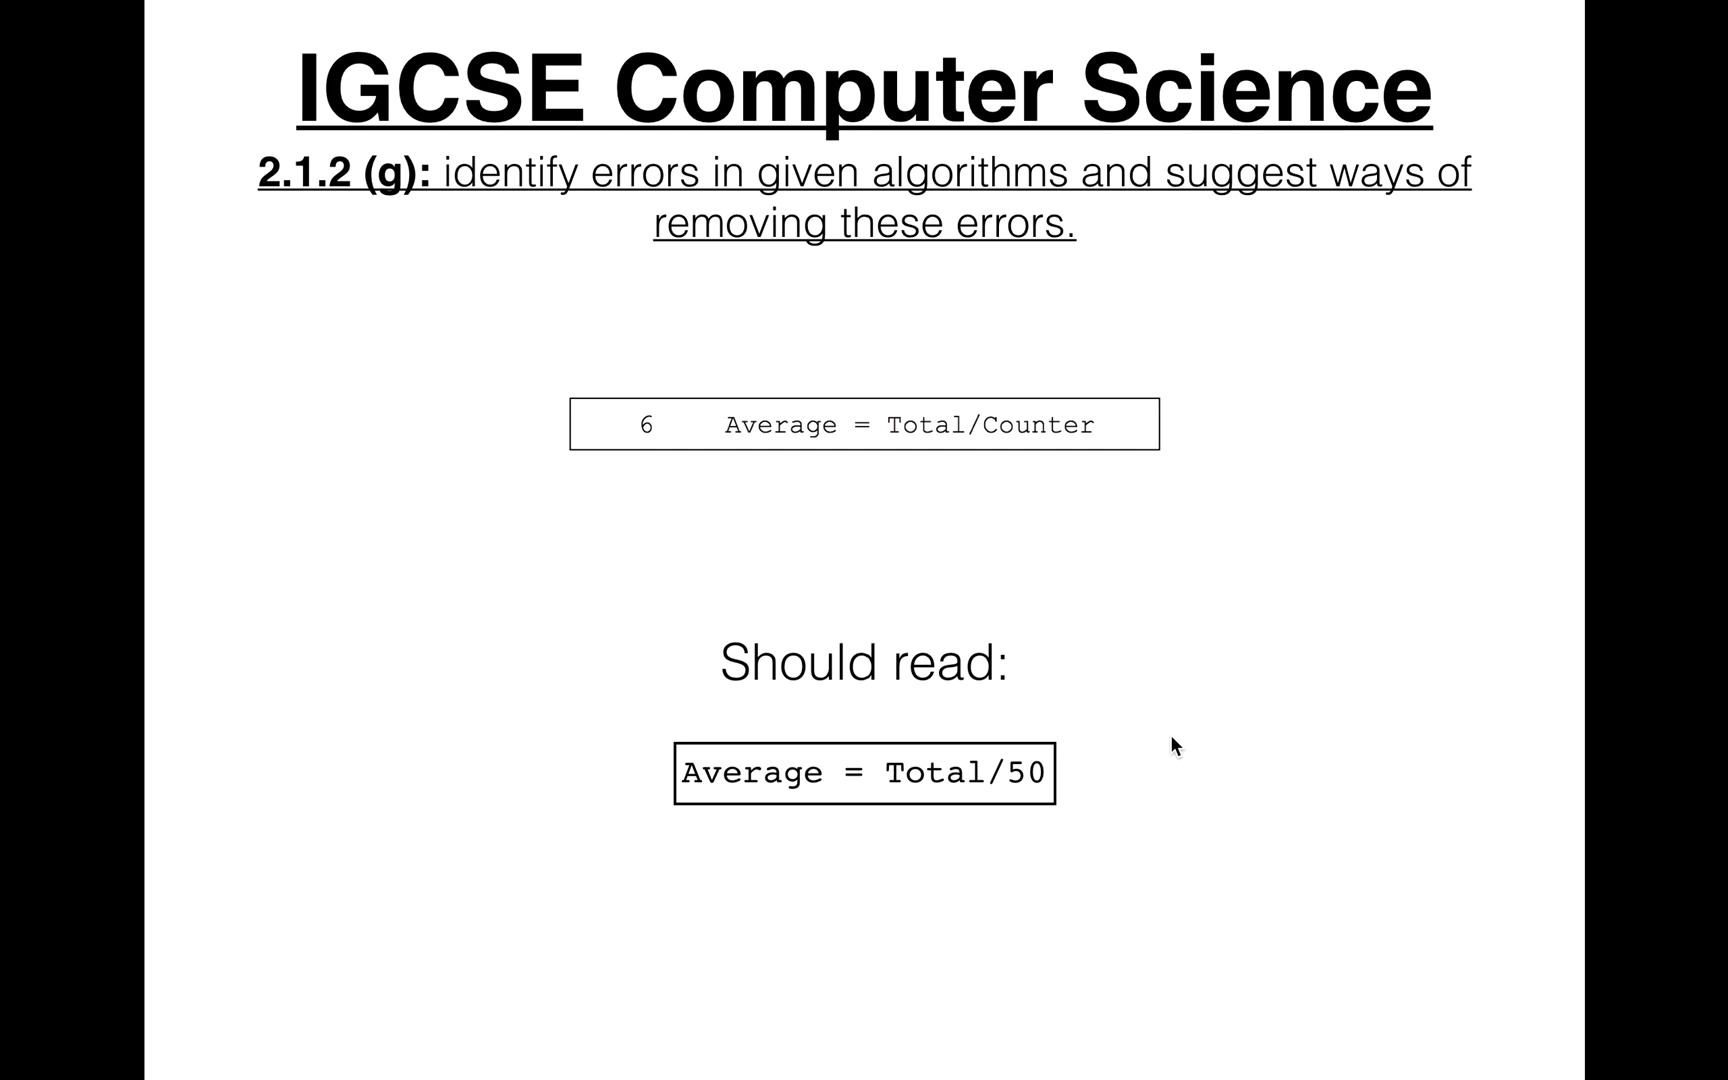 IGCSE Computer Science
2.1.2 (g): identify errors in given algorithms and suggest ways of
removing these errors.
6 Average = Total/Counter
Should read:
Average = Total/50